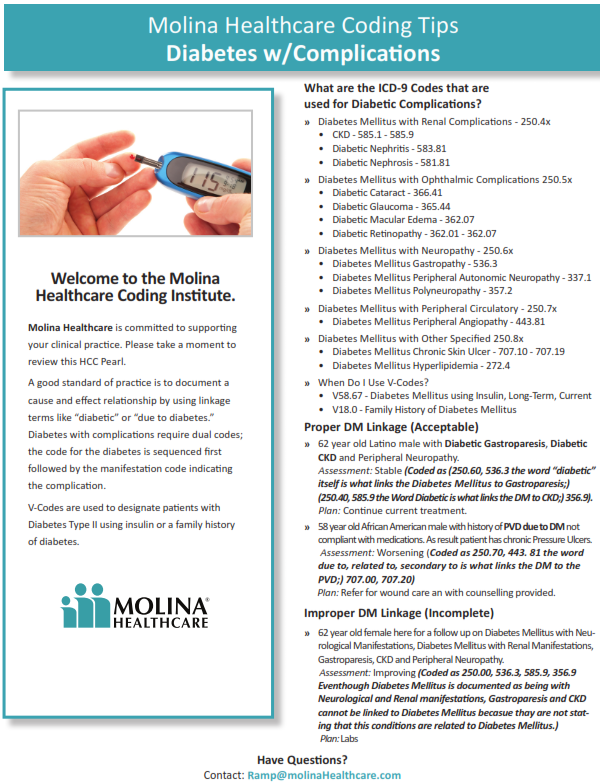 Molina Healthcare Coding Tips
Diabetes w/Complications
115
Welcome to the Molina
Healthcare Coding Institute.
Molina Healthcare is committed to supporting
your clinical practice. Please take a moment to
review this HCC Pearl.
A good standard of practice is to document a
cause and effect relationship by using linkage
terms like “diabetic” or “due to diabetes.”
Diabetes with complications require dual codes;
the code for the diabetes is sequenced first
followed by the manifestation code indicating
the complication.
V-Codes are used to designate patients with
Diabetes Type II using insulin or a family history
of diabetes.
MOLINA®
HEALTHCARE
What are the ICD-9 Codes that are
used for Diabetic Complications?
» Diabetes Mellitus with Renal Complications - 250.4x
• CKD - 585.1 - 585.9
• Diabetic Nephritis - 583.81
• Diabetic Nephrosis - 581.81
» Diabetes Mellitus with Ophthalmic Complications 250.5x
• Diabetic Cataract - 366.41
• Diabetic Glaucoma - 365.44
• Diabetic Macular Edema - 362.07
• Diabetic Retinopathy - 362.01 - 362.07
» Diabetes Mellitus with Neuropathy - 250.6x
• Diabetes Mellitus Gastropathy - 536.3
• Diabetes Mellitus Peripheral Autonomic Neuropathy - 337.1
• Diabetes Mellitus Polyneuropathy - 357.2
» Diabetes Mellitus with Peripheral Circulatory - 250.7x
• Diabetes Mellitus Peripheral Angiopathy - 443.81
» Diabetes Mellitus with Other Specified 250.8x
• Diabetes Mellitus Chronic Skin Ulcer - 707.10 - 707.19
• Diabetes Mellitus Hyperlipidemia - 272.4
» When Do I Use V-Codes?
• V58.67 - Diabetes Mellitus using Insulin, Long-Term, Current
• V18.0 - Family History of Diabetes Mellitus
Proper DM Linkage (Acceptable)
» 62 year old Latino male with Diabetic Gastroparesis, Diabetic
CKD and Peripheral Neuropathy.
Assessment: Stable (Coded as (250.60, 536.3 the word “diabetic”
itself is what links the Diabetes Mellitus to Gastroparesis;)
(250.40, 585.9 the Word Diabetic is what links the DM to CKD;) 356.9).
Plan: Continue current treatment.
» 58 year old African American male with history of PVD due to DM not
compliant with medications. As result patient has chronic Pressure Ulcers.
Assessment: Worsening (Coded as 250.70, 443. 81 the word
due to, related to, secondary to is what links the DM to the
PVD;) 707.00, 707.20)
Plan: Refer for wound care an with counselling provided.
Improper DM Linkage (Incomplete)
» 62 year old female here for a follow up on Diabetes Mellitus with Neu-
rological Manifestations, Diabetes Mellitus with Renal Manifestations,
Gastroparesis, CKD and Peripheral Neuropathy.
Assessment: Improving (Coded as 250.00, 536.3, 585.9, 356.9
Eventhough Diabetes Mellitus is documented as being with
Neurological and Renal manifestations, Gastroparesis and CKD
cannot be linked to Diabetes Mellitus becasue thay are not stat-
ing that this conditions are related to Diabetes Mellitus.)
Plan: Labs
Have Questions?
Contact: Ramp@molinaHealthcare.com